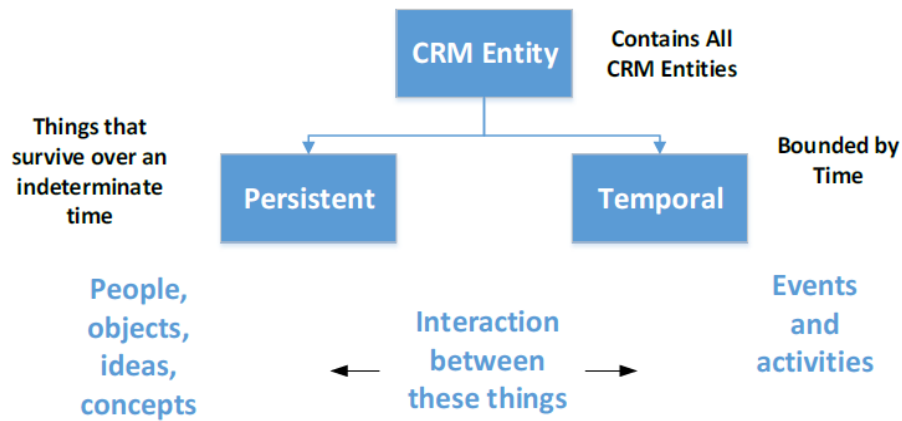 CRM Entity
Contains All
CRM Entities
Things that
survive over an
indeterminate
time
Persistent
Temporal
Bounded by
Time
People,
objects,
ideas,
concepts
Interaction
between
these things
Events
and
activities